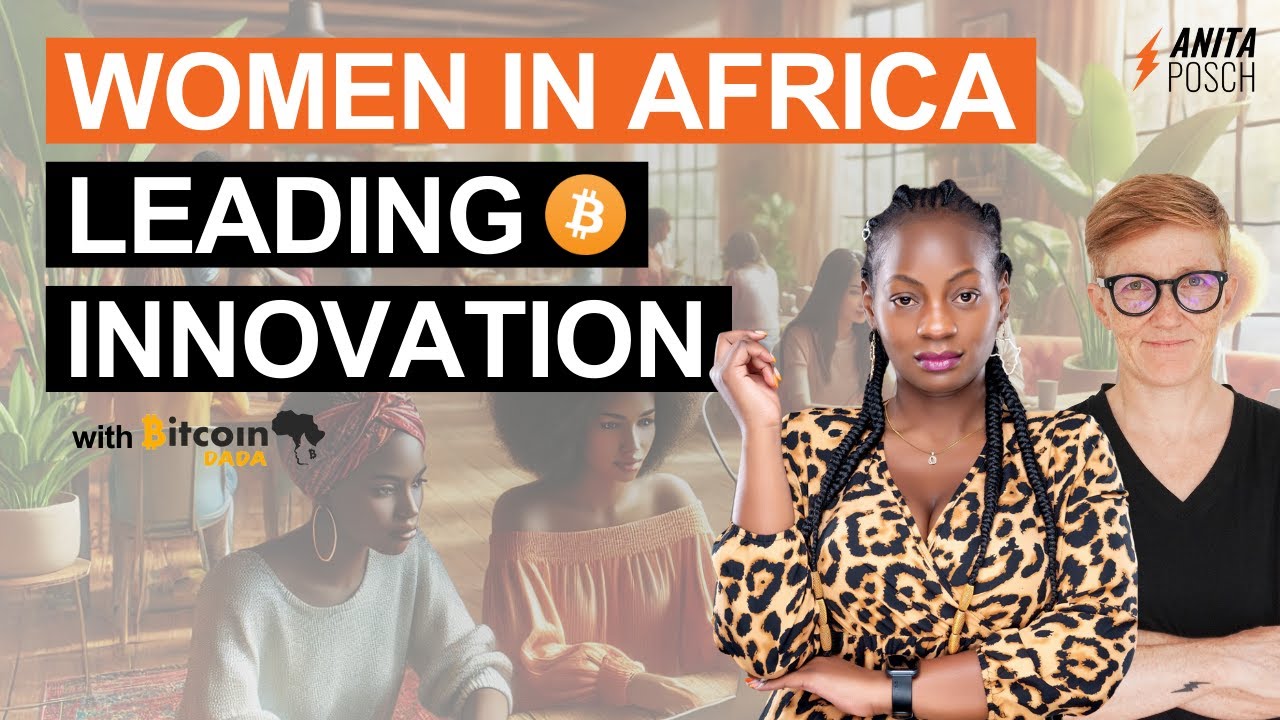 WOMEN IN AFRICA
LEADING
INNOVATION
with Bitcoin
DADA
ANITA
POSCH